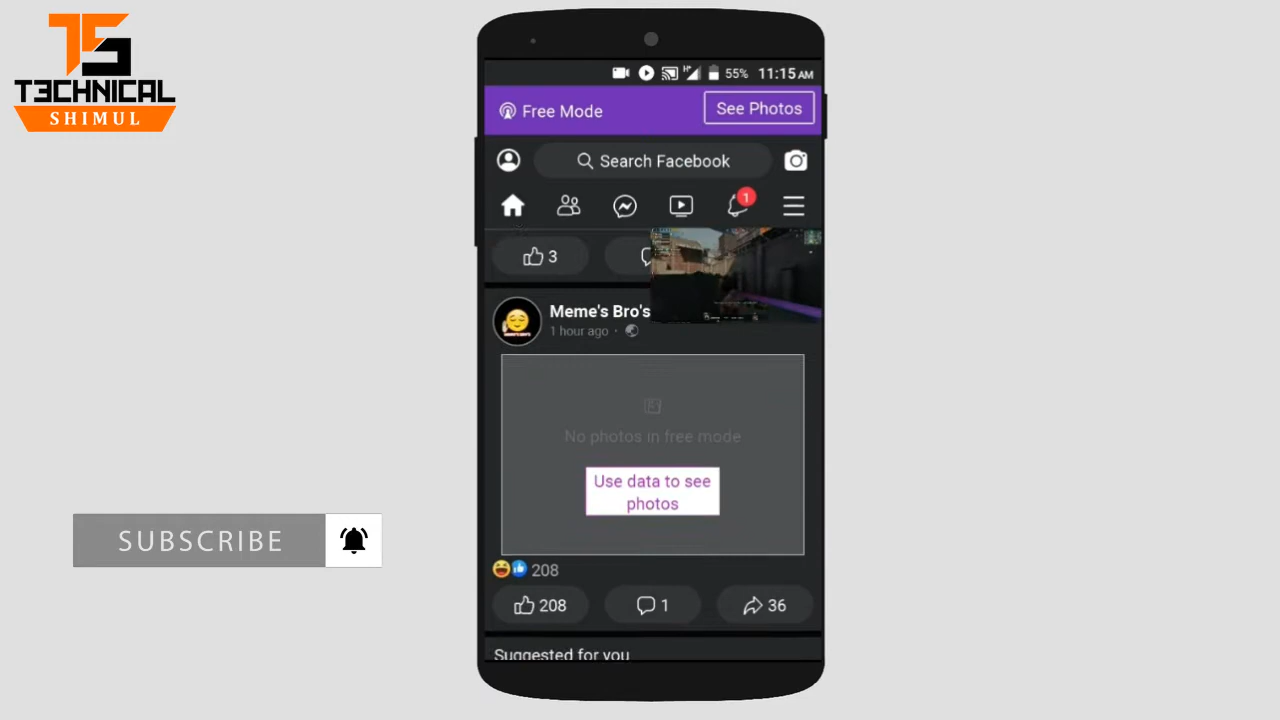 T3CHNICAL
SHIMUL
55% 11:15 AM
Free Mode
See Photos
Search Facebook
1
3
Meme's Bro's
1 hour ago ·
No photos in free mode
Use data to see
photos
208
208
1
36
Suggested for you
SUBSCRIBE